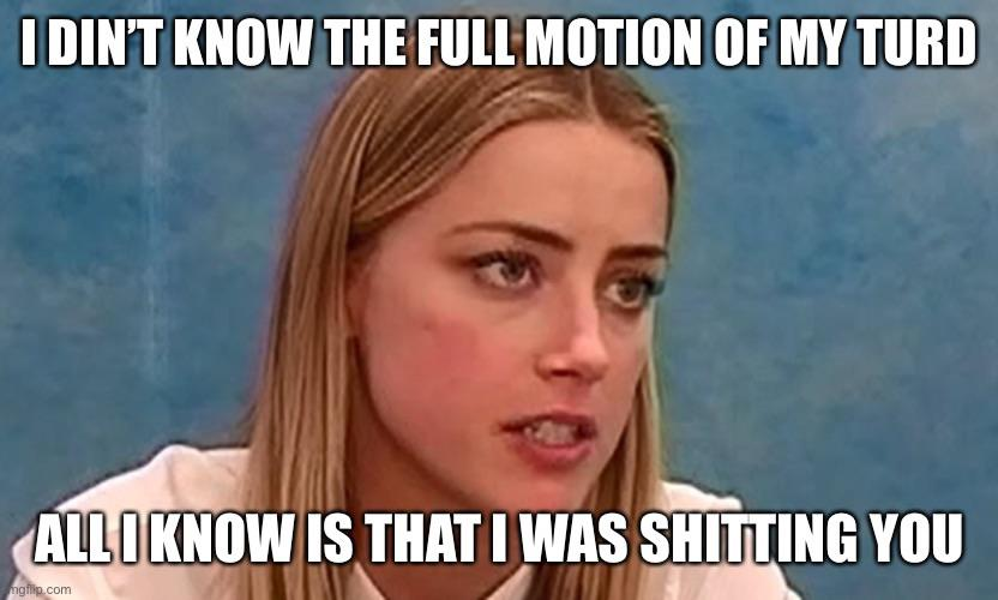 I DIN’T KNOW THE FULL MOTION OF MY TURD
ALL I KNOW IS THAT I WAS SHITTING YOU
imgflip.com